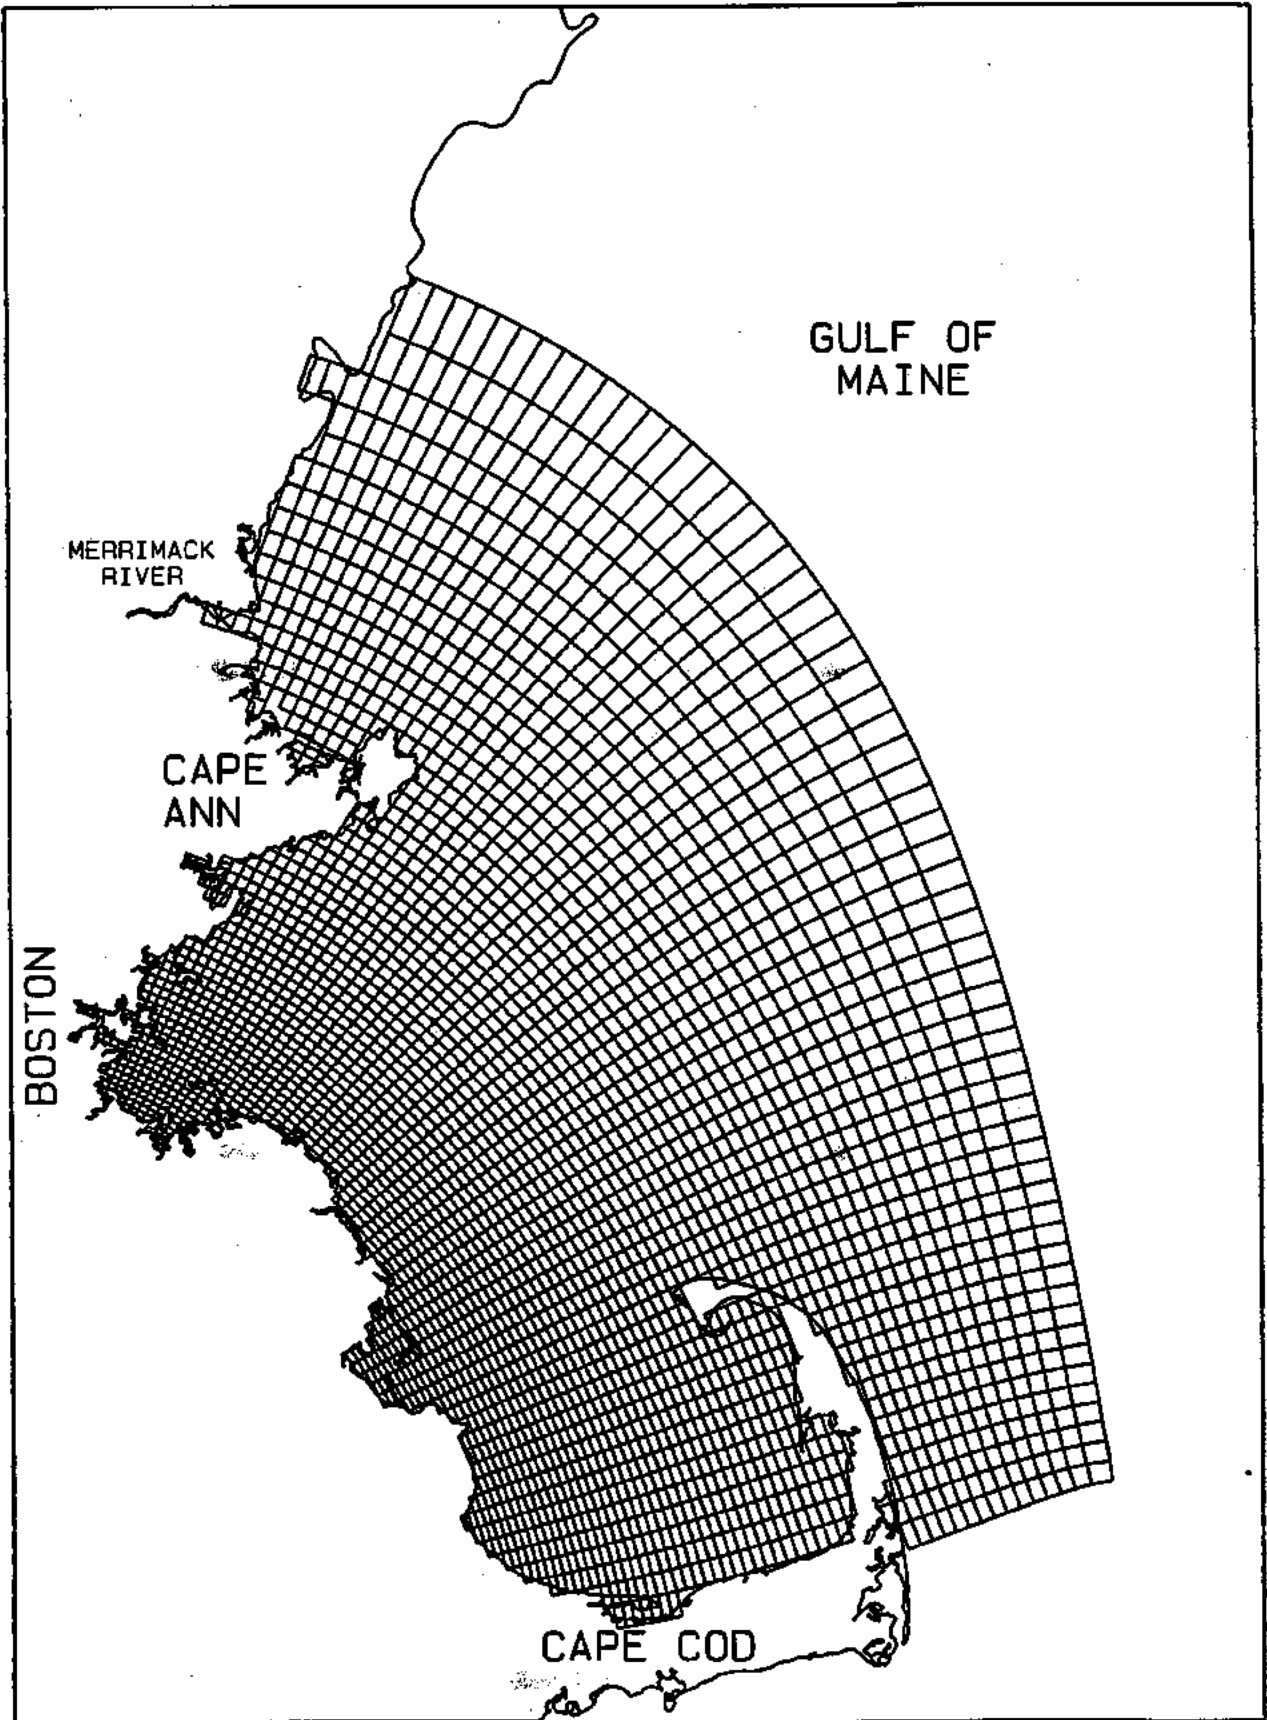 GULF OF
MAINE
MERRIMACK
RIVER
CAPE
ANN
BOSTON
CAPE COD